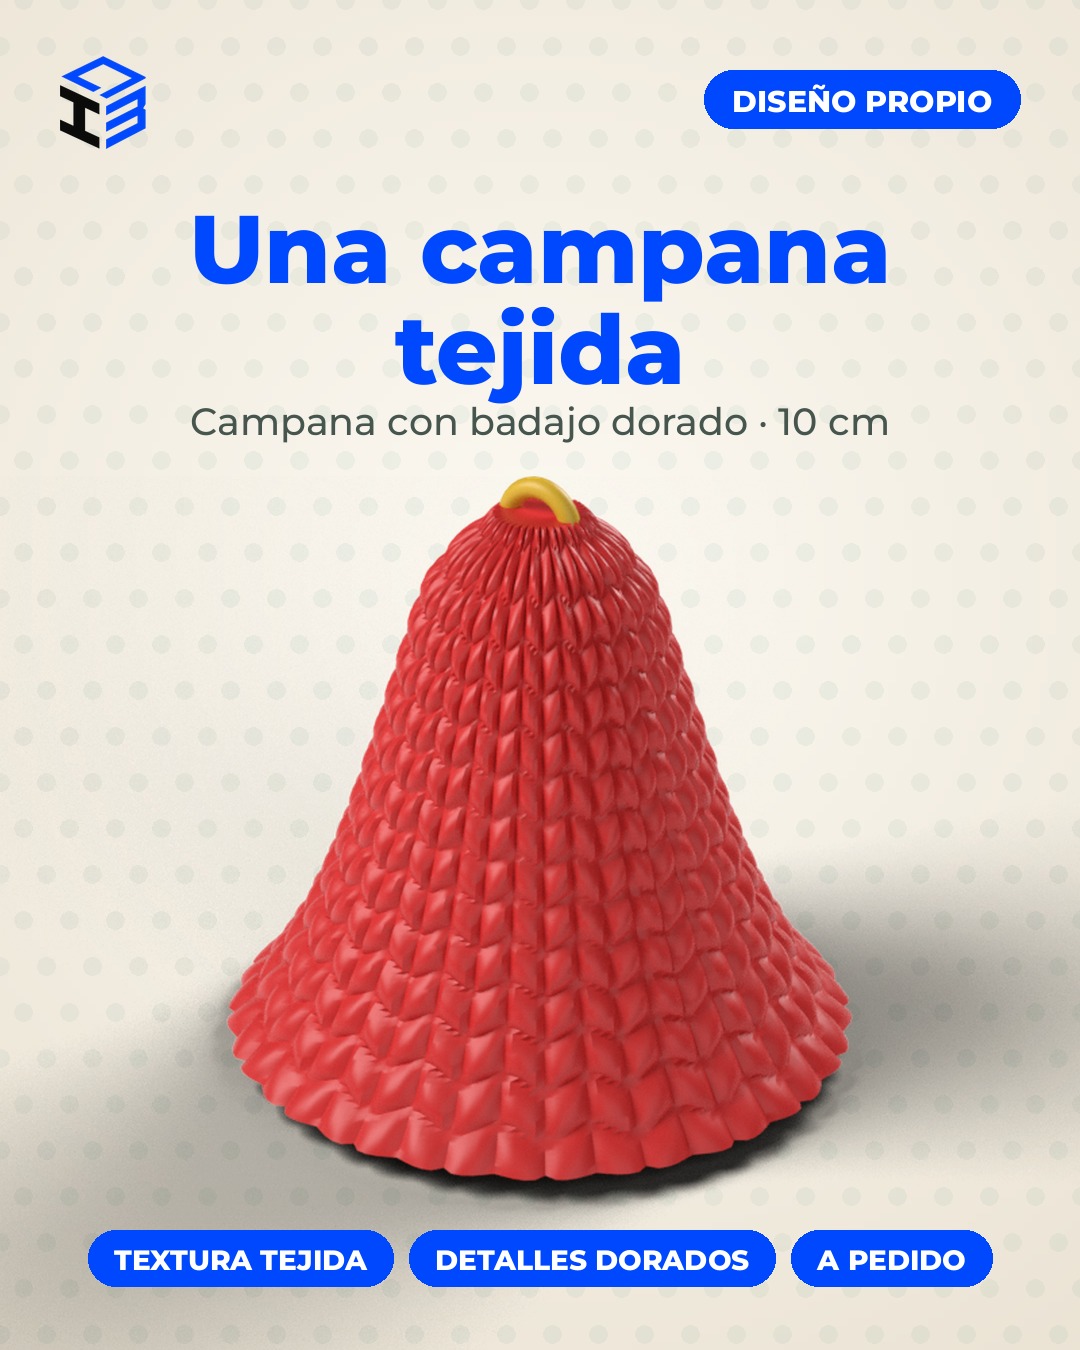 DISEÑO PROPIO
Una campana
tejida
Campana con badajo dorado · 10 cm
TEXTURA TEJIDA
DETALLES DORADOS
A PEDIDO